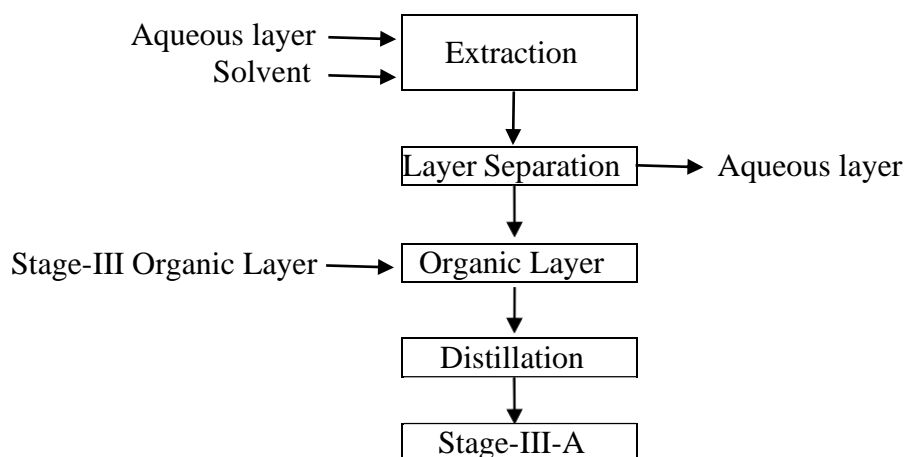 Aqueous layer
Solvent
Extraction
Layer Separation
Aqueous layer
Stage-III Organic Layer
Organic Layer
Distillation
Stage-III-A